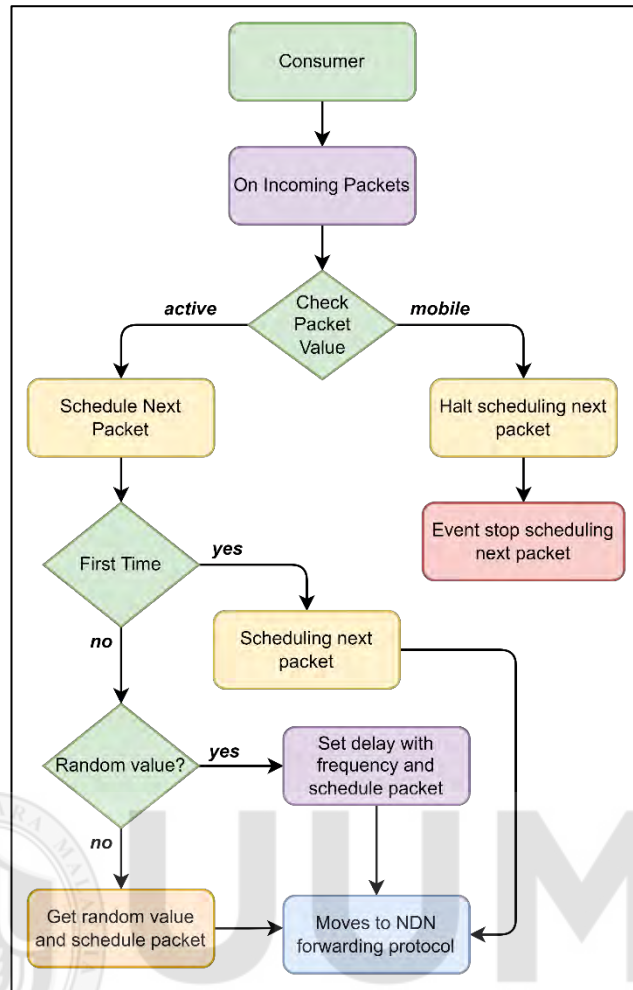 Consumer
On Incoming Packets
Check
Packet
Value
active
mobile
Schedule Next
Packet
Halt scheduling next
packet
Event stop scheduling
next packet
First Time
yes
Scheduling next
packet
no
Random value?
yes
Set delay with
frequency and
schedule packet
no
Get random value
and schedule packet
Moves to NDN
forwarding protocol
UUM